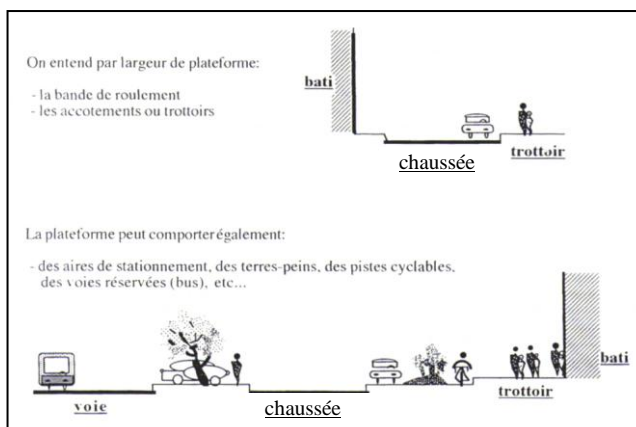 On entend par largeur de plateforme:
- la bande de roulement
- les accotements ou trottoirs
bati
chaussée
trottoir
La plateforme peut comporter également:
- des aires de stationnement, des terres-peins, des pistes cyclables,
des voies réservées (bus), etc...
voie
chaussée
trottoir
bati